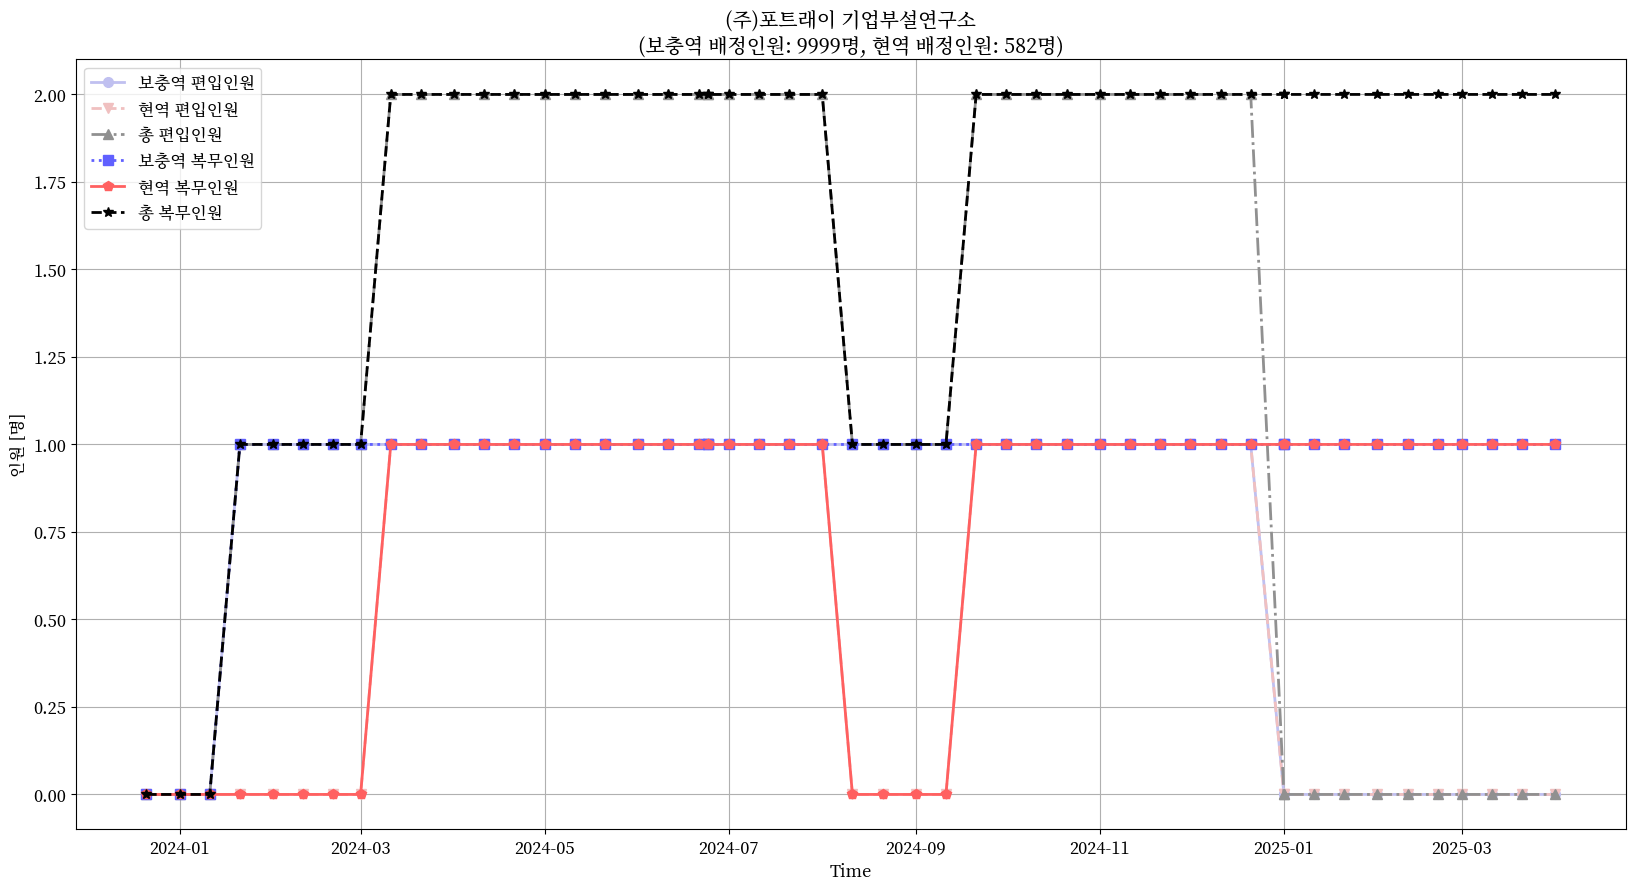 (주)포트래이 기업부설연구소
(보충역 배정인원: 9999명, 현역 배정인원: 582명)
보충역 편입인원
현역 편입인원
총 편입인원
보충역 복무인원
현역 복무인원
총 복무인원
2.00
1.75
1.50
1.25
1.00
0.75
0.50
0.25
0.00
인원 [명]
2024-01
2024-03
2024-05
2024-07
2024-09
2024-11
2025-01
2025-03
Time